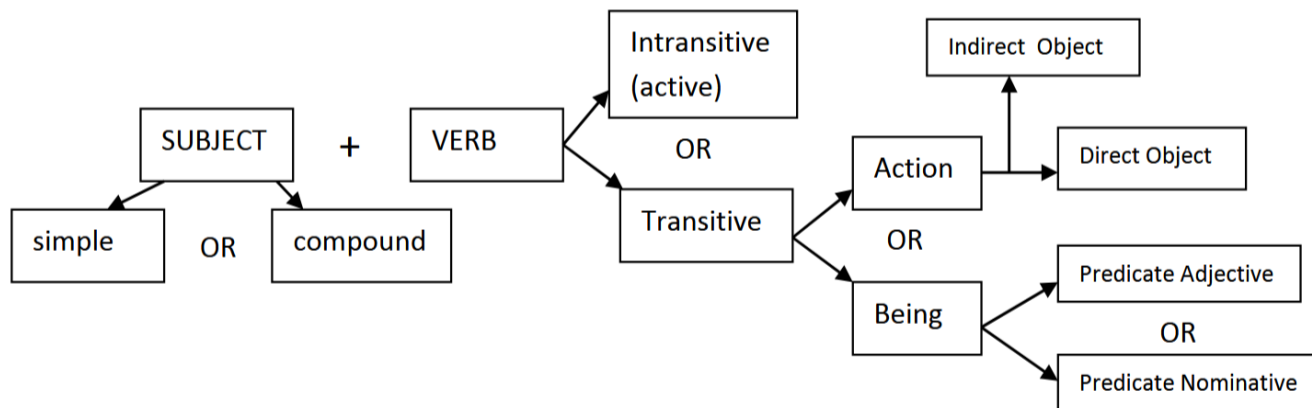 SUBJECT
+
VERB
simple
OR
compound
Intransitive
(active)
OR
Transitive
Action
OR
Being
Indirect Object
Direct Object
Predicate Adjective
OR
Predicate Nominative